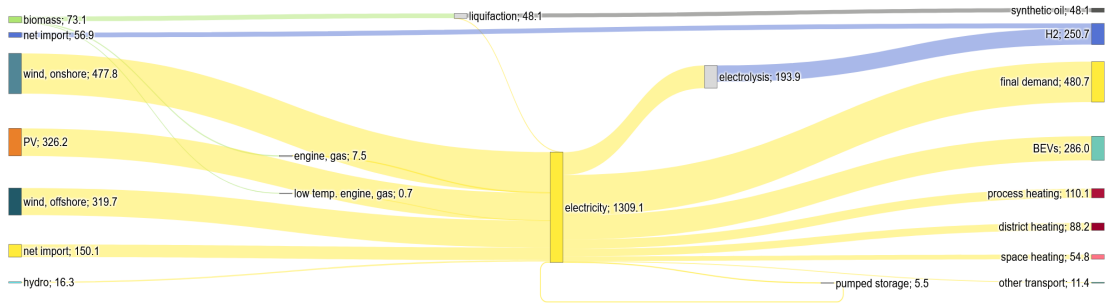 biomass; 73.1
net import; 56.9
wind, onshore; 477.8
PV; 326.2
wind, offshore; 319.7
net import; 150.1
hydro; 16.3
engine, gas; 7.5
low temp. engine, gas; 0.7
liquifaction; 48.1
electricity; 1309.1
electrolysis; 193.9
pumped storage; 5.5
synthetic oil; 48.1
H2; 250.7
final demand; 480.7
BEVs; 286.0
process heating; 110.1
district heating; 88.2
space heating; 54.8
other transport; 11.4